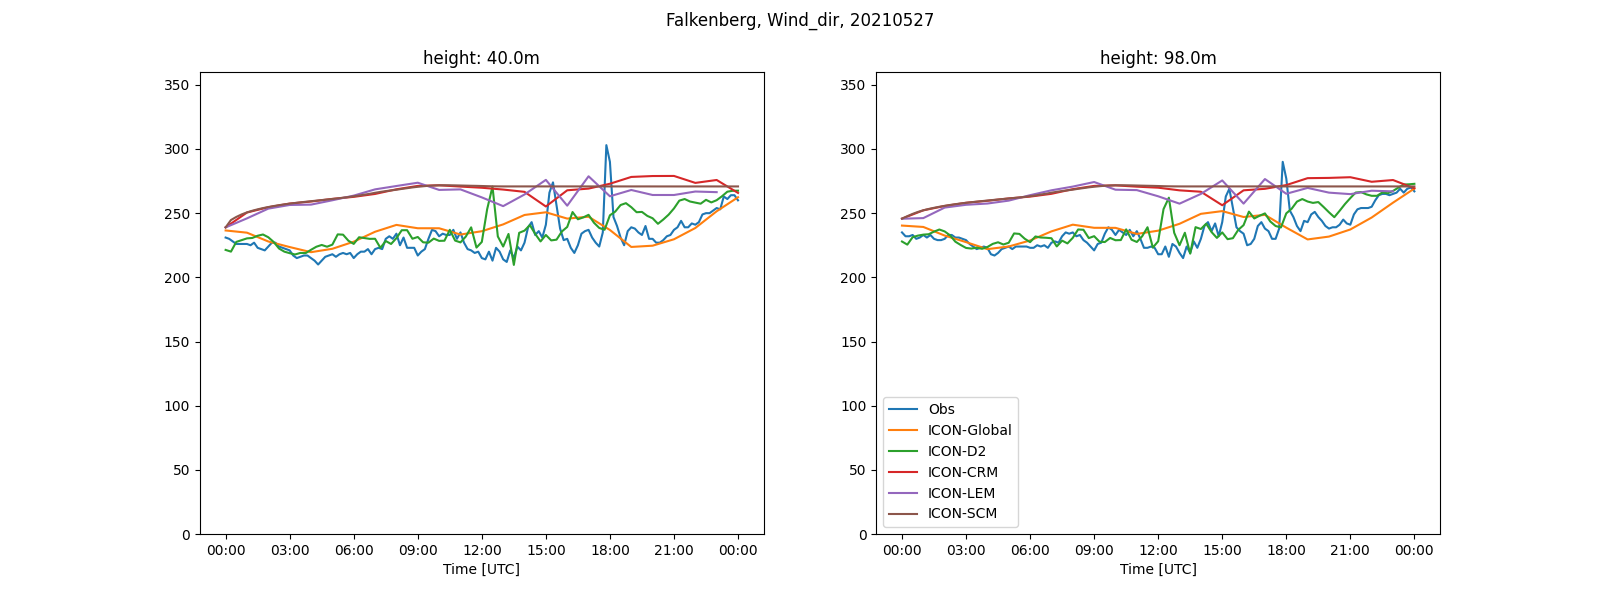 Falkenberg, Wind_dir, 20210527
height: 40.0m
350
300
250
200
150
100
50
0
00:00 03:00 06:00 09:00 12:00 15:00 18:00 21:00 00:00
Time [UTC]
height: 98.0m
350
300
250
200
150
100
50
0
Obs
ICON-Global
ICON-D2
ICON-CRM
ICON-LEM
ICON-SCM
00:00 03:00 06:00 09:00 12:00 15:00 18:00 21:00 00:00
Time [UTC]